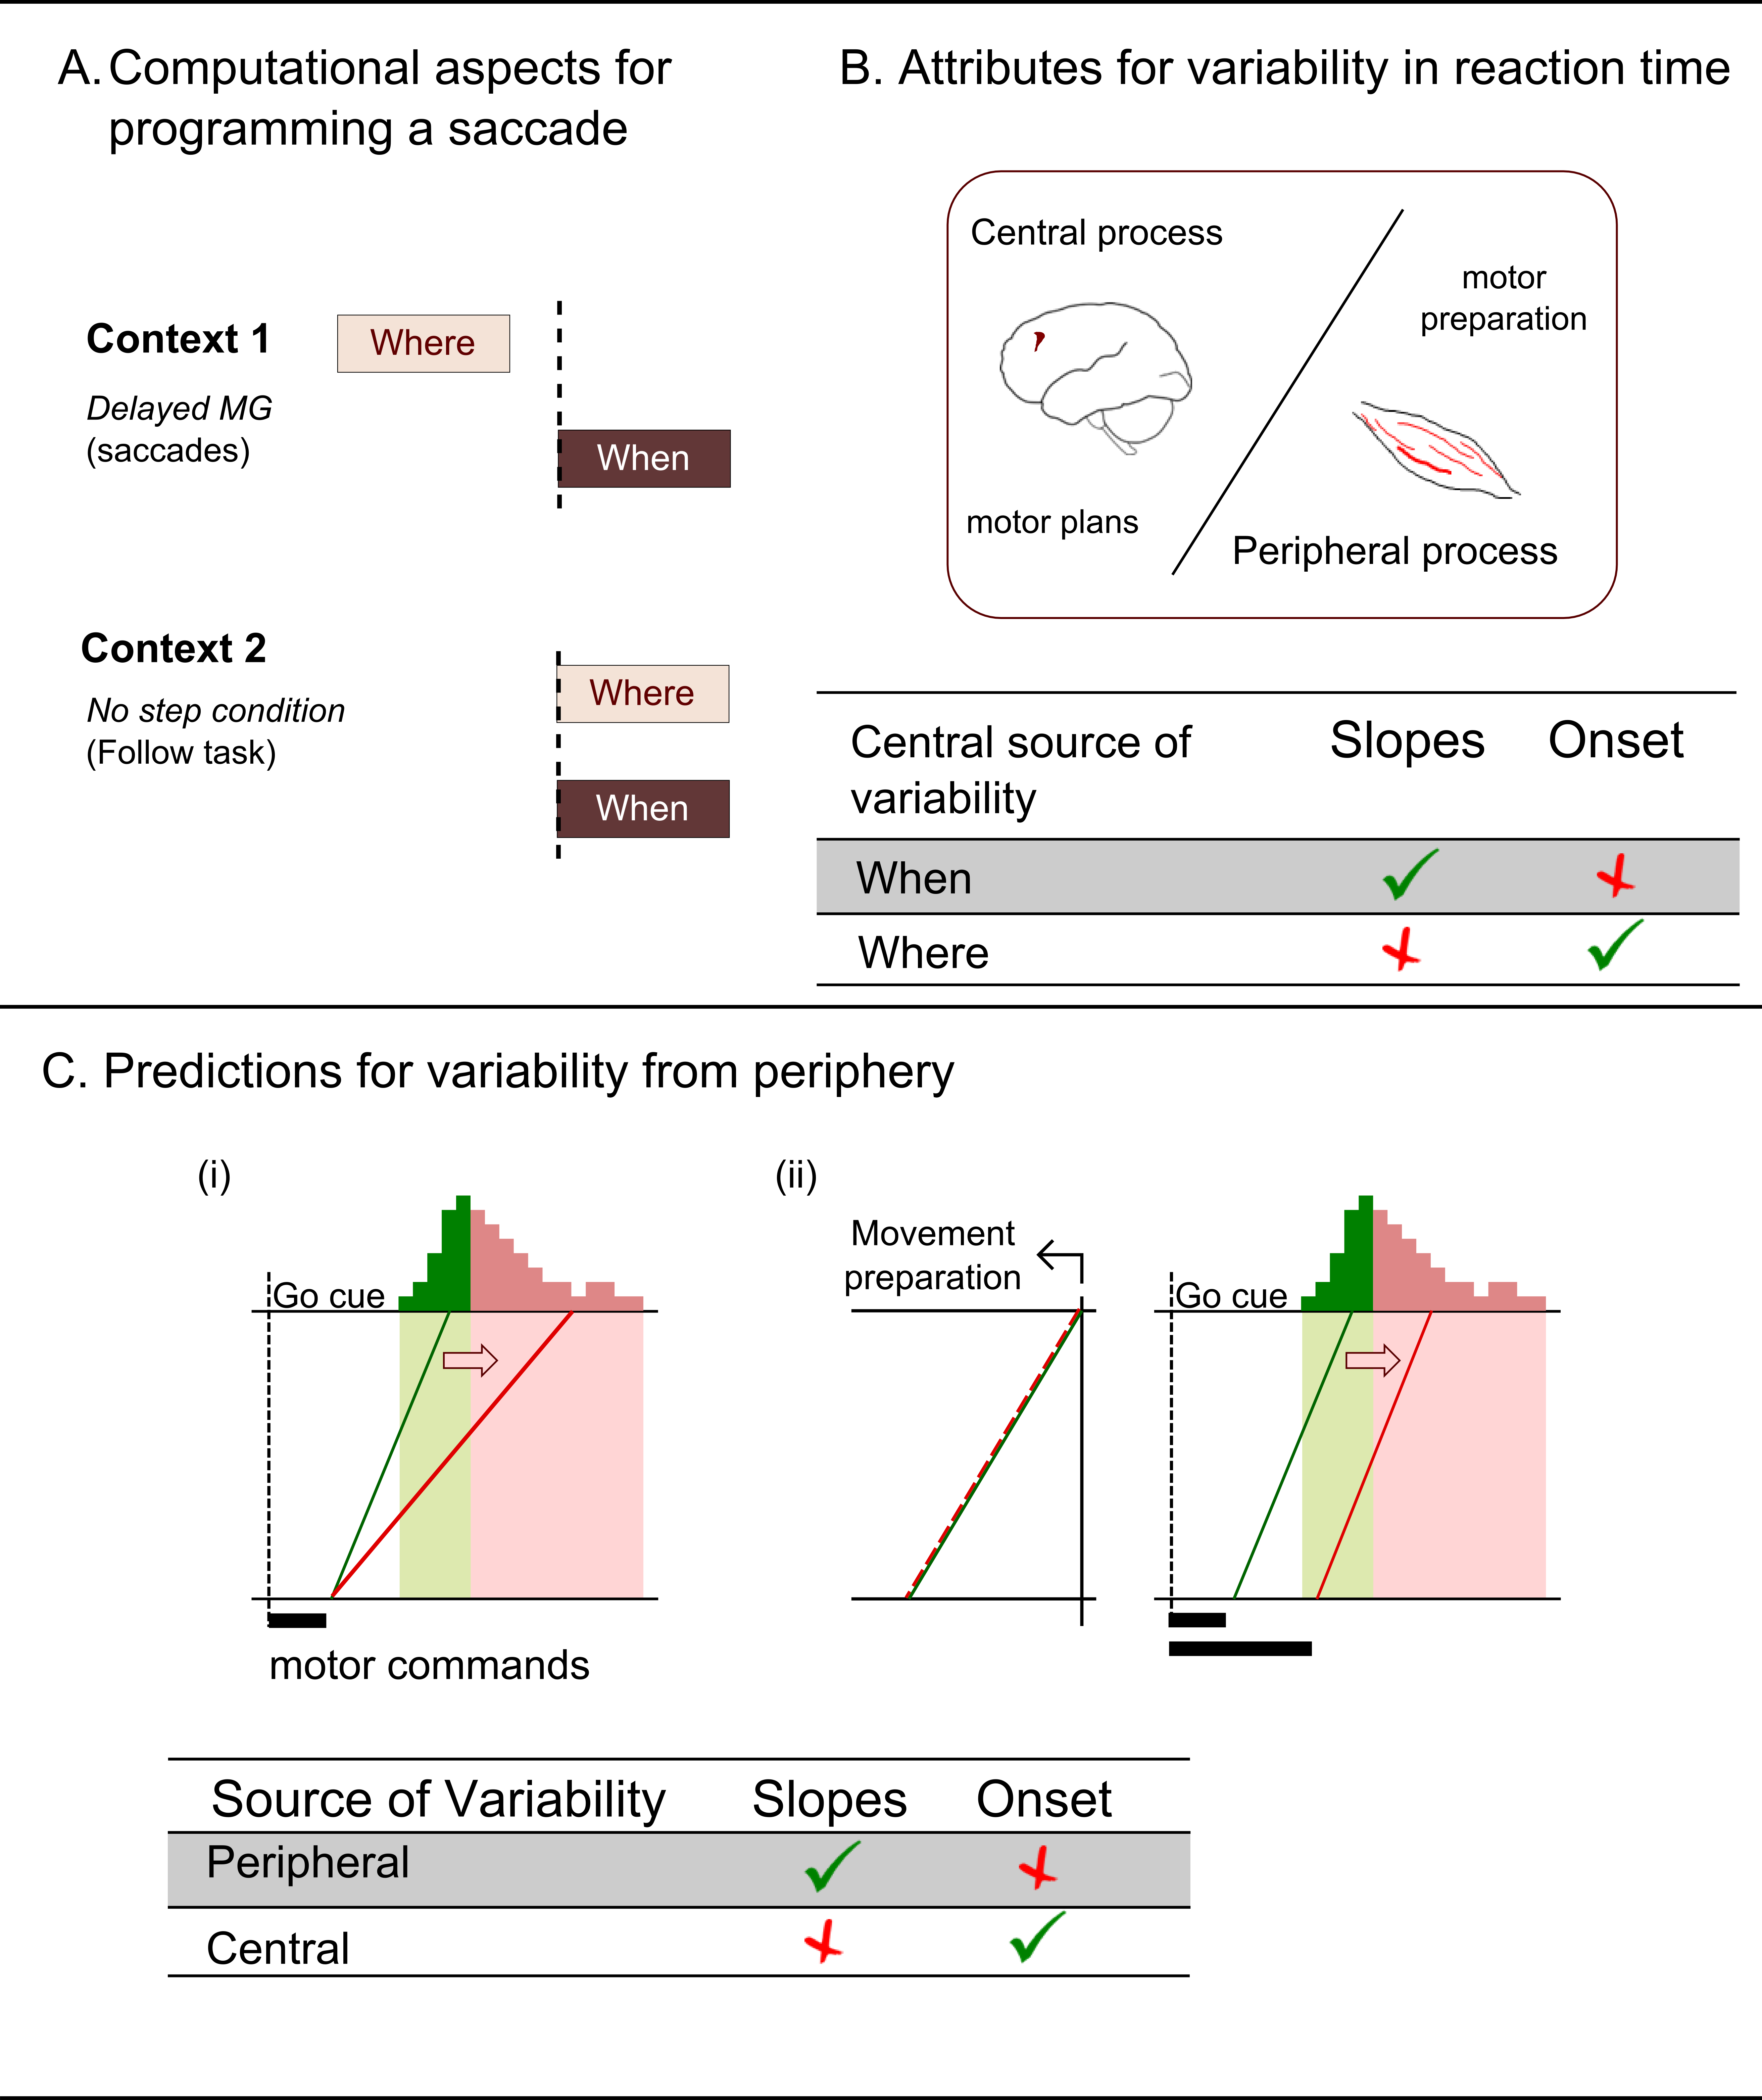 A. Computational aspects for
programming a saccade
Context 1
Delayed MG
(saccades)
Where
When
Context 2
No step condition
(Follow task)
Where
When
B. Attributes for variability in reaction time
Central process
motor plans
motor
preparation
Peripheral process
Central source of variability Slopes Onset
When
Where
C. Predictions for variability from periphery
(i)
Go cue
motor commands
(ii)
Movement
preparation
Go cue
Source of Variability Slopes Onset
Peripheral
Central